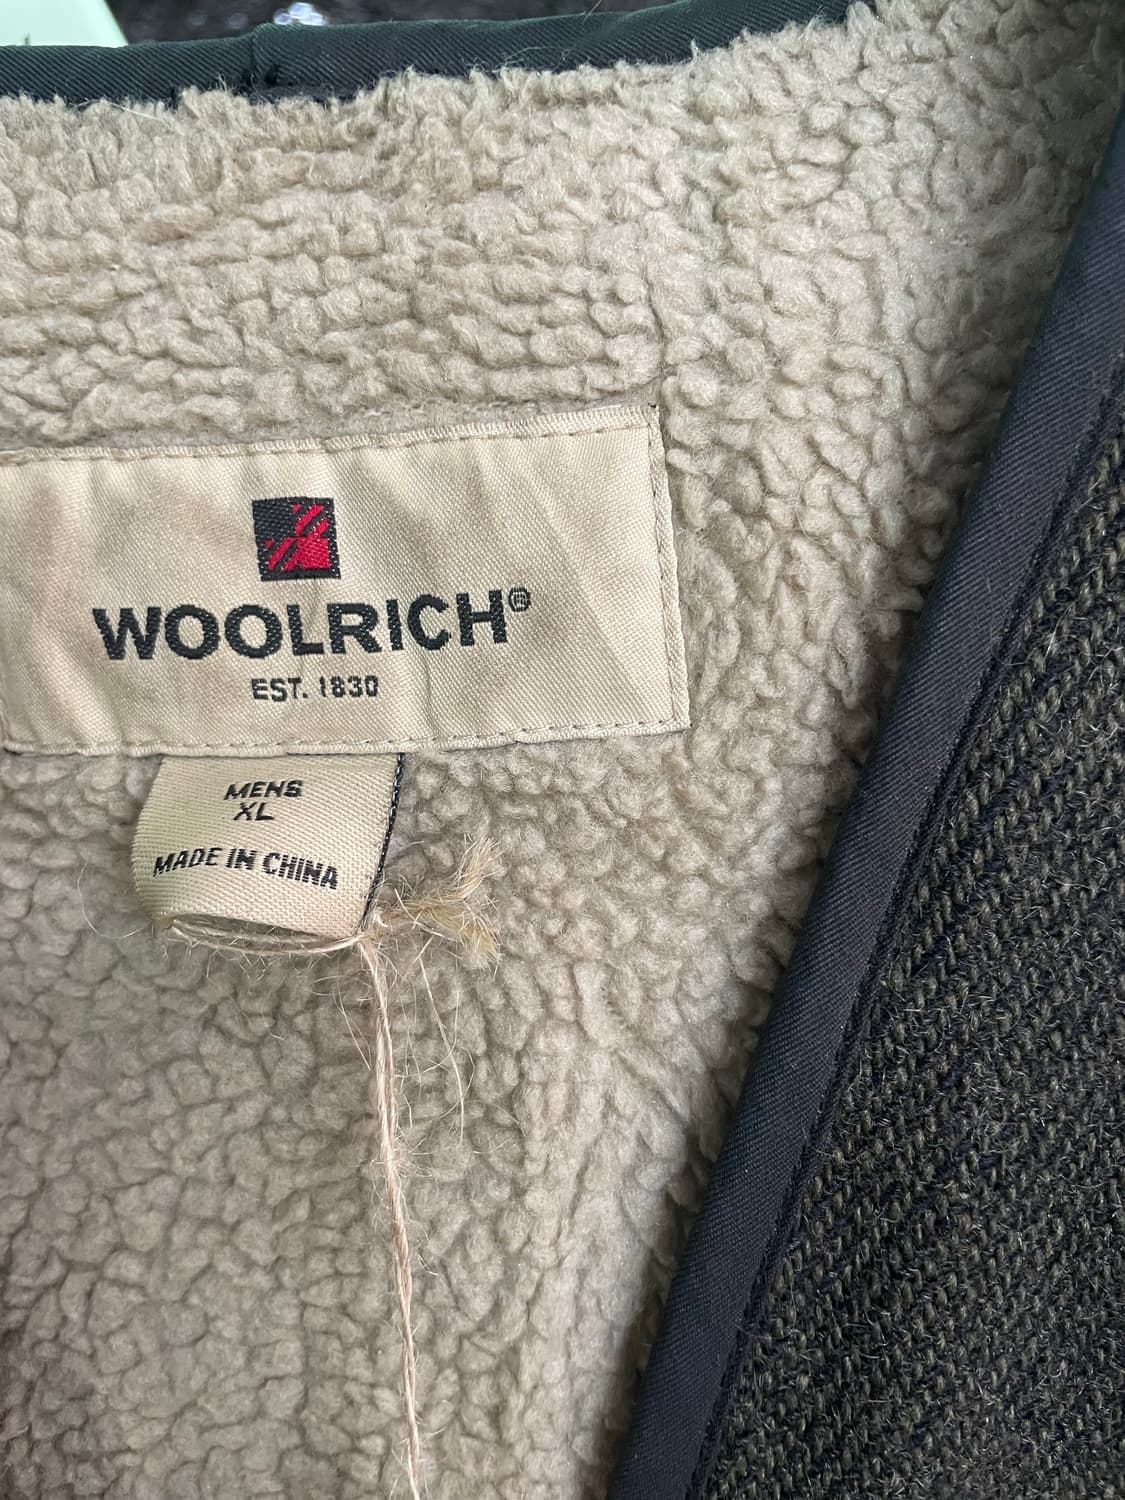 WOOLRICH®
EST. 1830
MENS
XL
MADE IN CHINA